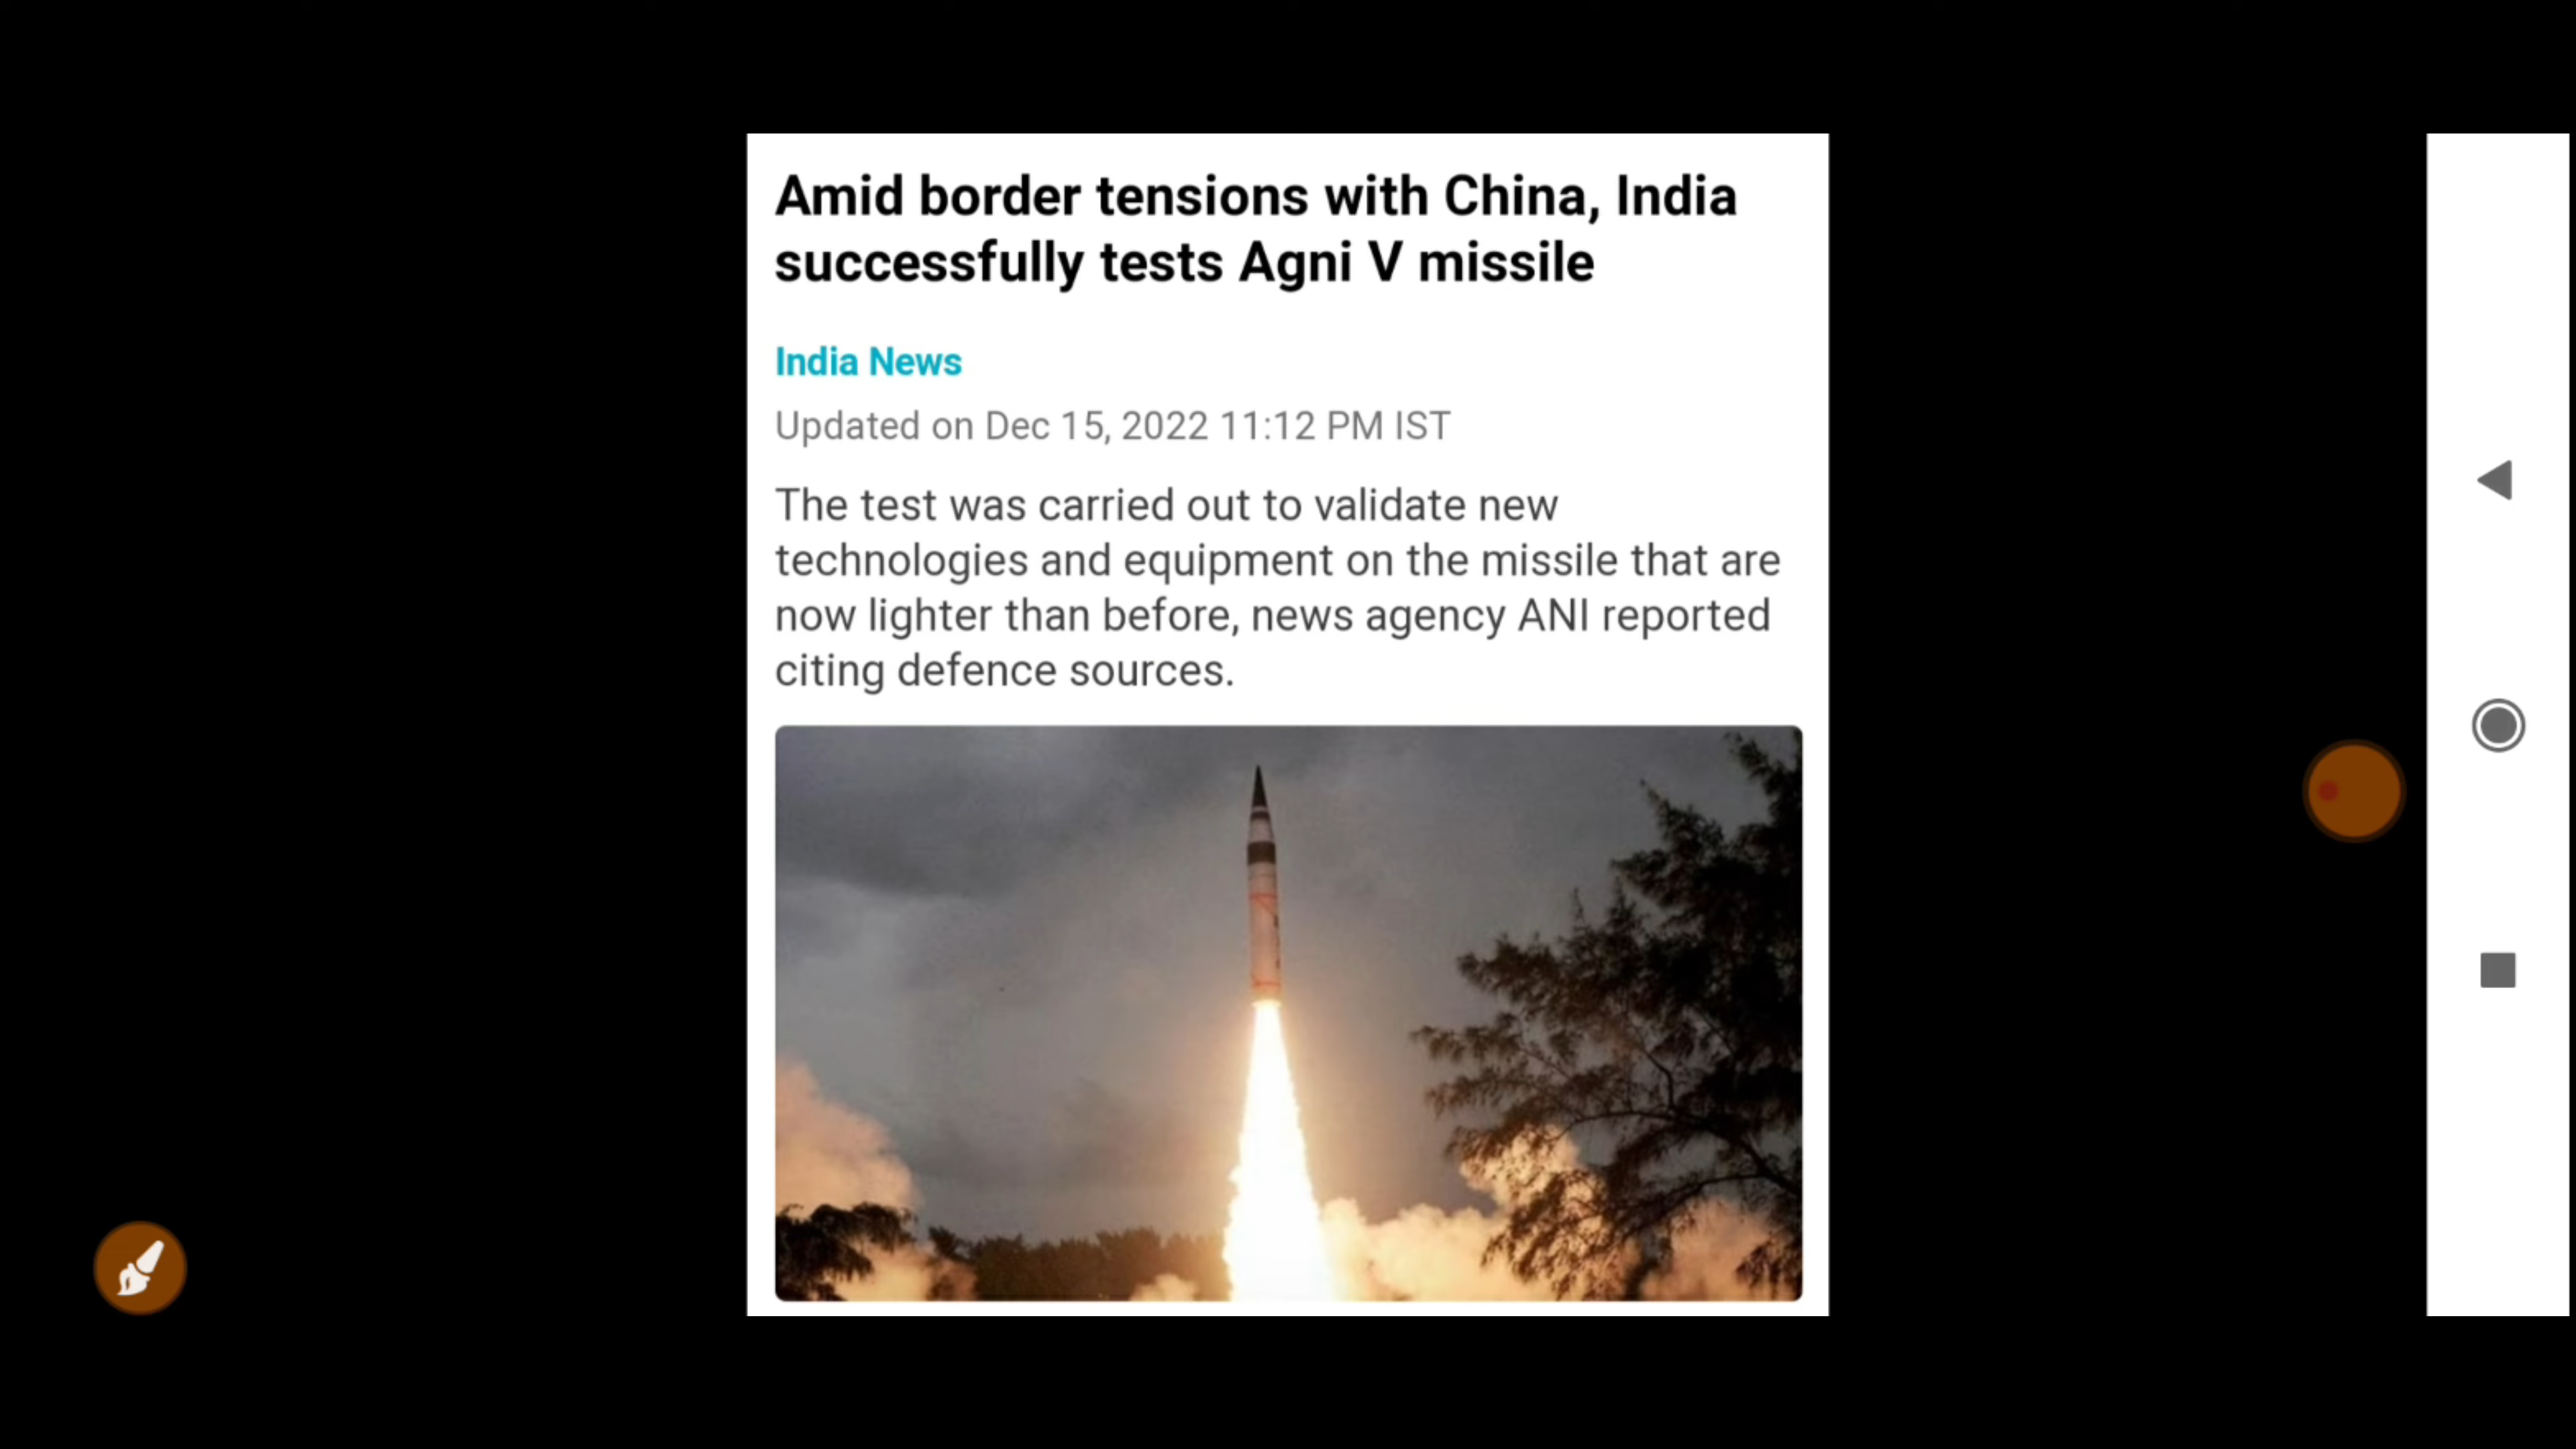 Amid border tensions with China, India
successfully tests Agni V missile
India News
Updated on Dec 15, 2022 11:12 PM IST
The test was carried out to validate new
technologies and equipment on the missile that are
now lighter than before, news agency ANI reported
citing defence sources.